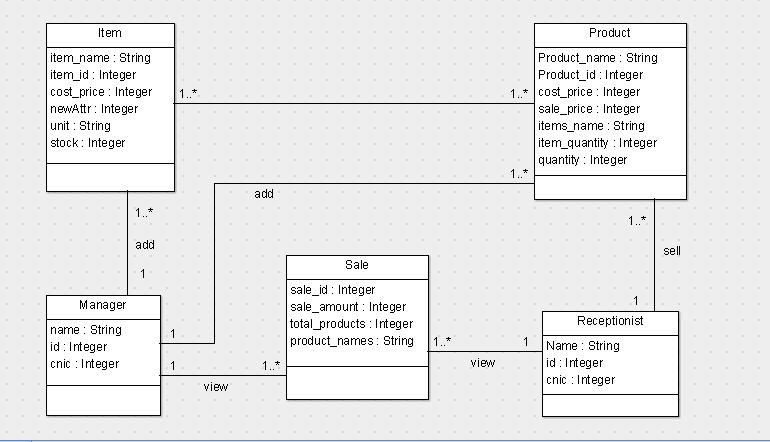 Item
item_name : String
item_id : Integer
cost_price : Integer
newAttr : Integer
unit : String
stock : Integer
Product
Product_name : String
Product_id : Integer
cost_price : Integer
sale_price : Integer
items_name : String
item_quantity : Integer
quantity : Integer
1..*
1..*
1..*
add
1..*
add
1
1..*
sell
1
Manager
name : String
id : Integer
cnic : Integer
1
1
view
1..*
Sale
sale_id : Integer
sale_amount : Integer
total_products : Integer
product_names : String
1..*
view
1
Receptionist
Name : String
id : Integer
cnic : Integer